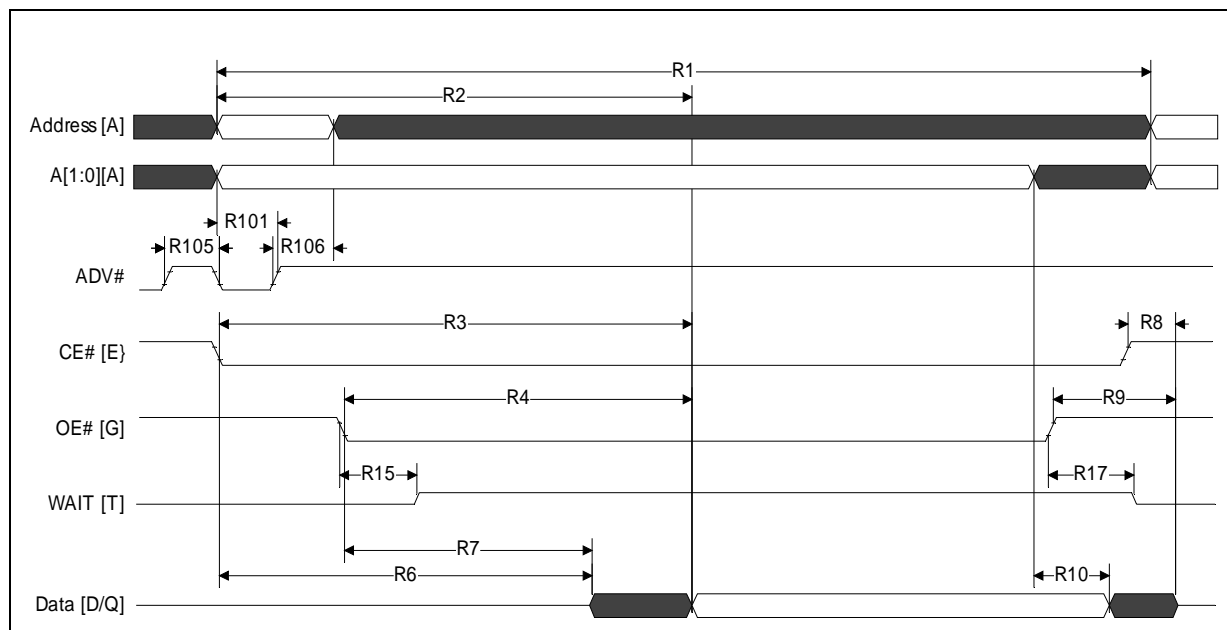 R1
R2
Address [A]
A[1:0][A]
R101
R105
R106
ADV#
R3
R8
CE# [E}
R4
R9
OE# [G]
R15
R17
WAIT [T]
R7
R6
R10
Data [D/Q]